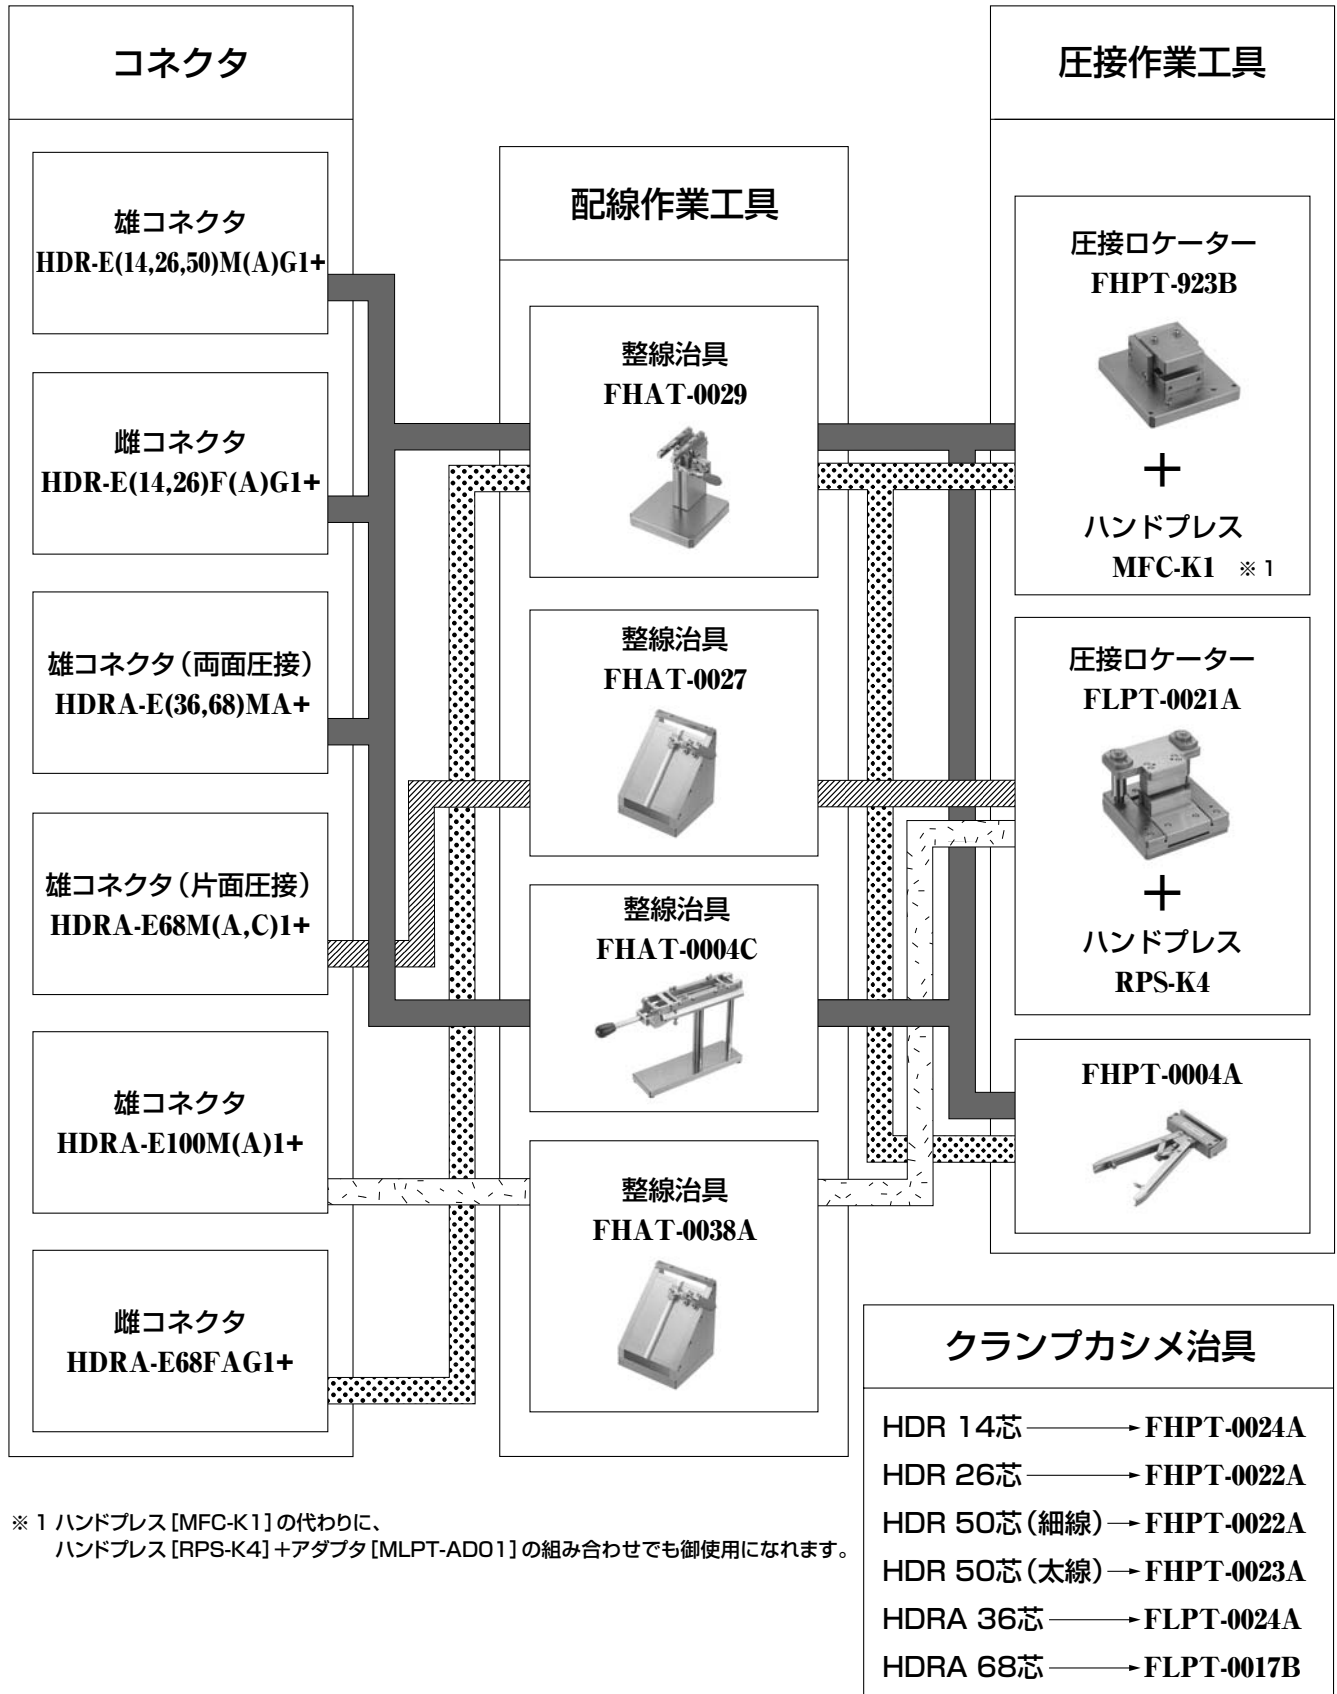 コネクタ
雄コネクタ
HDR-E(14,26,50)M(A)G1+
雌コネクタ
HDR-E(14,26)F(A)G1+
雄コネクタ(両面圧接)
HDRA-E(36,68)MA+
雄コネクタ(片面圧接)
HDRA-E68M(A,C)1+
雄コネクタ
HDRA-E100M(A)1+
雌コネクタ
HDRA-E68FAG1+
配線作業工具
整線治具
FHAT-0029
整線治具
FHAT-0027
整線治具
FHAT-0004C
整線治具
FHAT-0038A
圧接作業工具
圧接ロケーター
FHPT-923B
+
ハンドプレス
MFC-K1 ※1
圧接ロケーター
FLPT-0021A
+
ハンドプレス
RPS-K4
FHPT-0004A
クランプカシメ治具
HDR 14芯→FHPT-0024A
HDR 26芯→FHPT-0022A
HDR 50芯(細線)→FHPT-0022A
HDR 50芯(太線)→FHPT-0023A
HDRA 36芯→FLPT-0024A
HDRA 68芯→FLPT-0017B
※1 ハンドプレス[MFC-K1]の代わりに、
ハンドプレス[RPS-K4]+アダプタ[MLPT-AD01]の組み合わせでも御使用になれます。